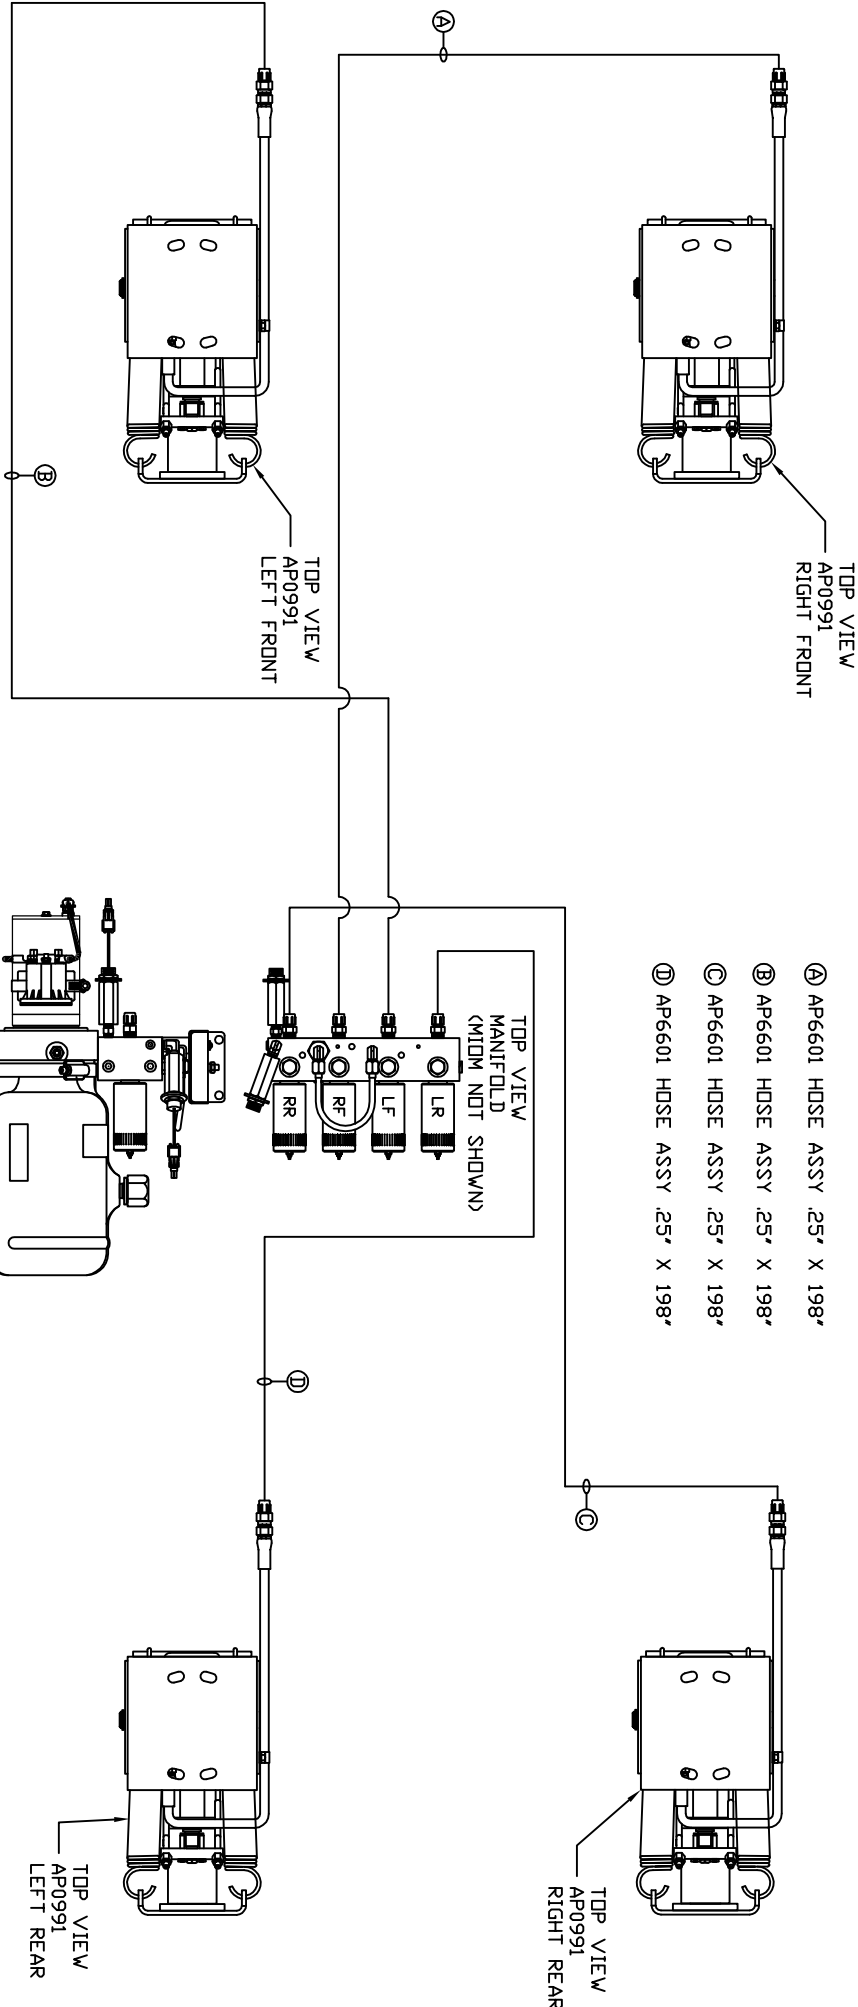 Ⓐ AP6601 HOSE ASSY .25" X 198"
Ⓑ AP6601 HOSE ASSY .25" X 198"
Ⓒ AP6601 HOSE ASSY .25" X 198"
Ⓓ AP6601 HOSE ASSY .25" X 198"
TOP VIEW
AP0991
RIGHT FRONT
TOP VIEW
AP0991
RIGHT REAR
Ⓐ
Ⓒ
TOP VIEW
MANIFOLD
(MIOM NOT SHOWN)
LR
LF
RF
RR
TOP VIEW
AP0991
LEFT FRONT
Ⓓ
Ⓑ
TOP VIEW
AP0991
LEFT REAR